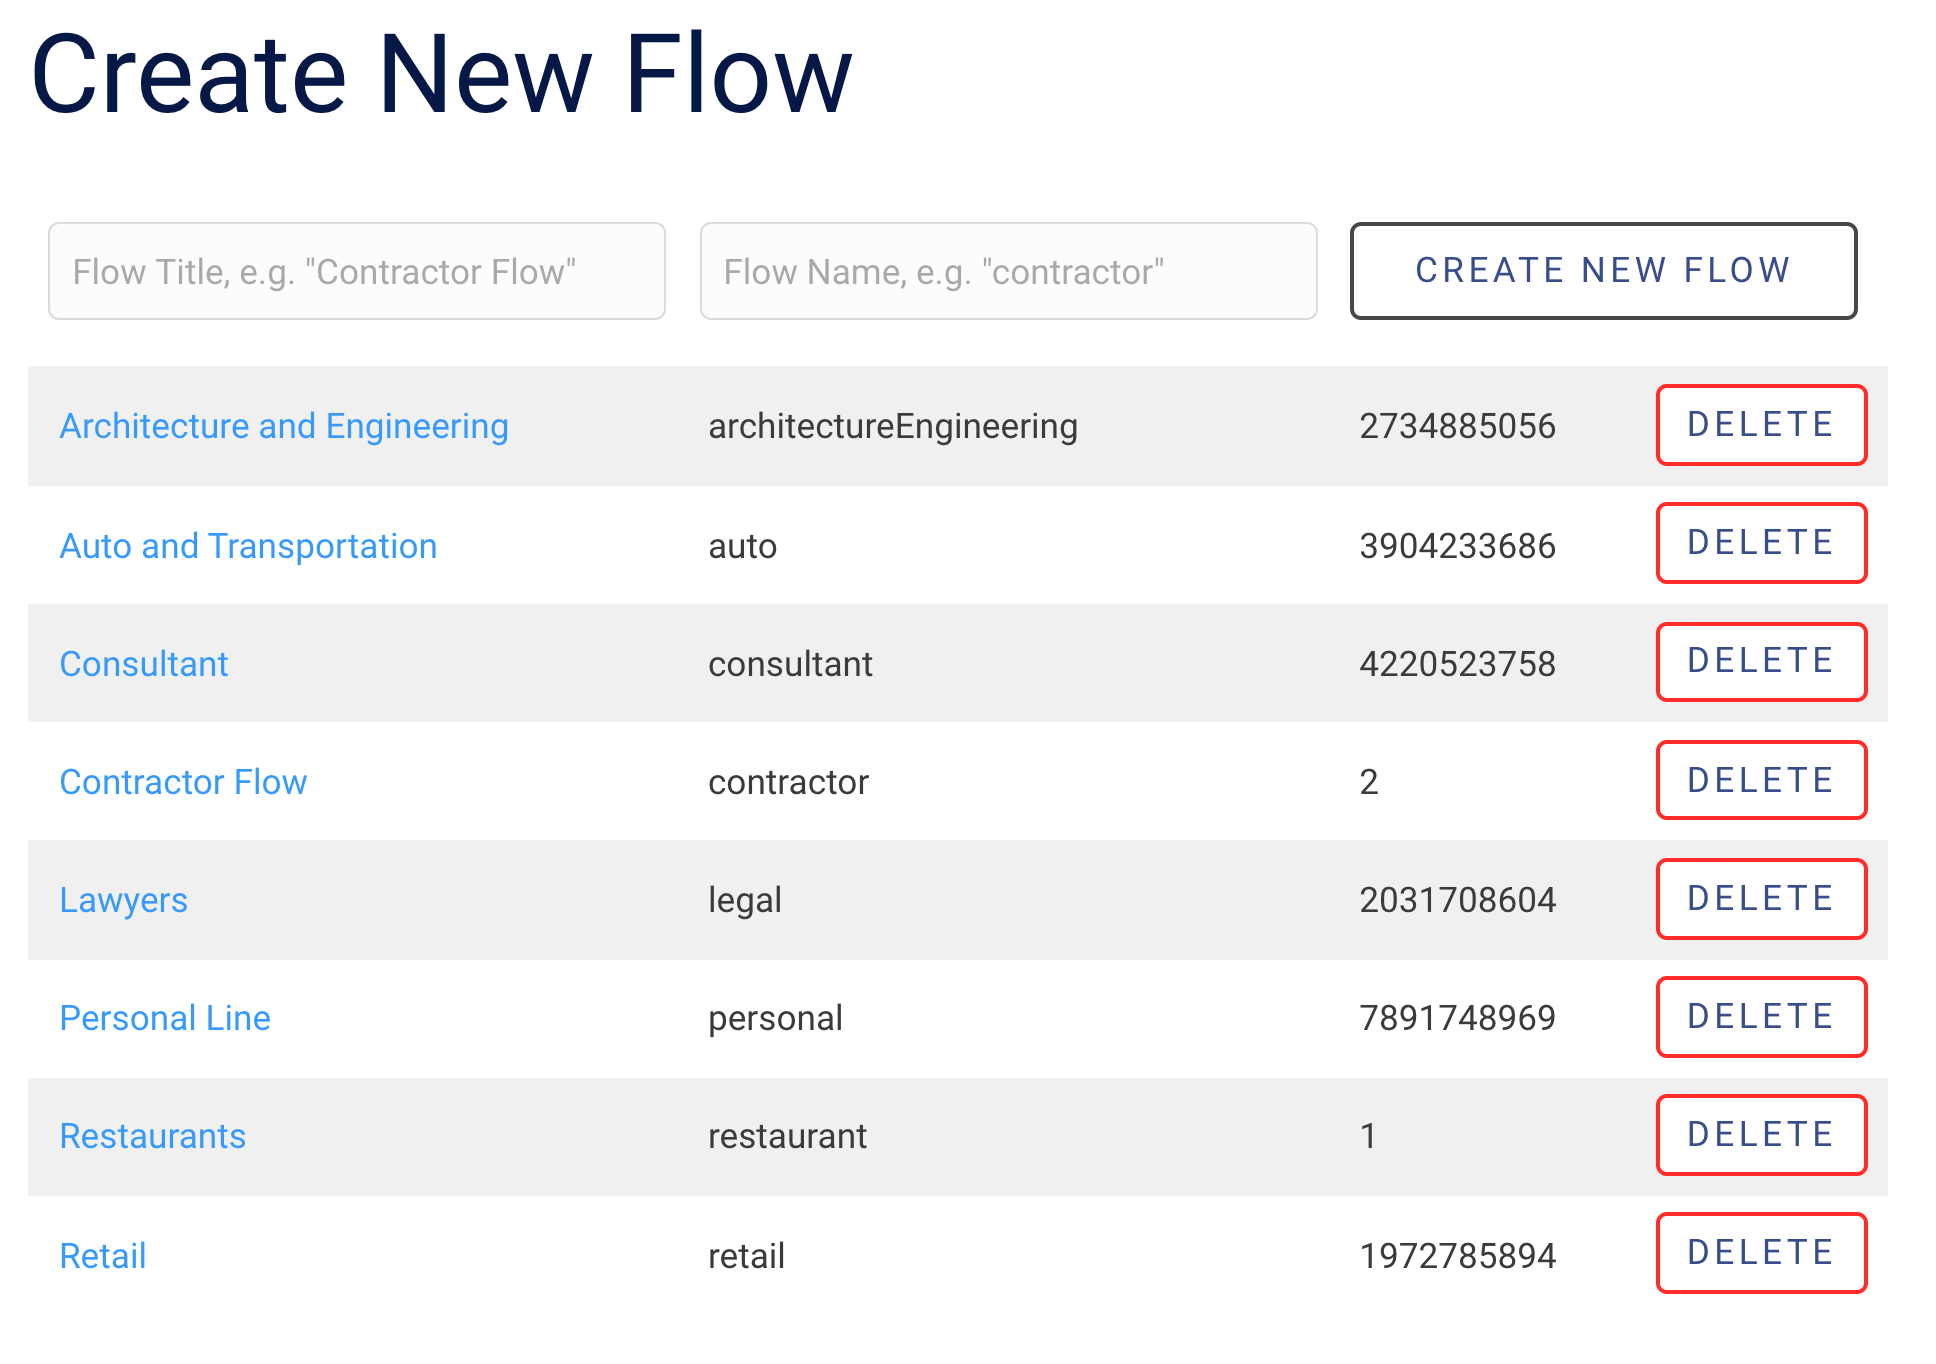 Create New Flow
Flow Title, e.g. "Contractor Flow" Flow Name, e.g. "contractor" CREATE NEW FLOW
Architecture and Engineering architectureEngineering 2734885056 DELETE
Auto and Transportation auto 3904233686 DELETE
Consultant consultant 4220523758 DELETE
Contractor Flow contractor 2 DELETE
Lawyers legal 2031708604 DELETE
Personal Line personal 7891748969 DELETE
Restaurants restaurant 1 DELETE
Retail retail 1972785894 DELETE